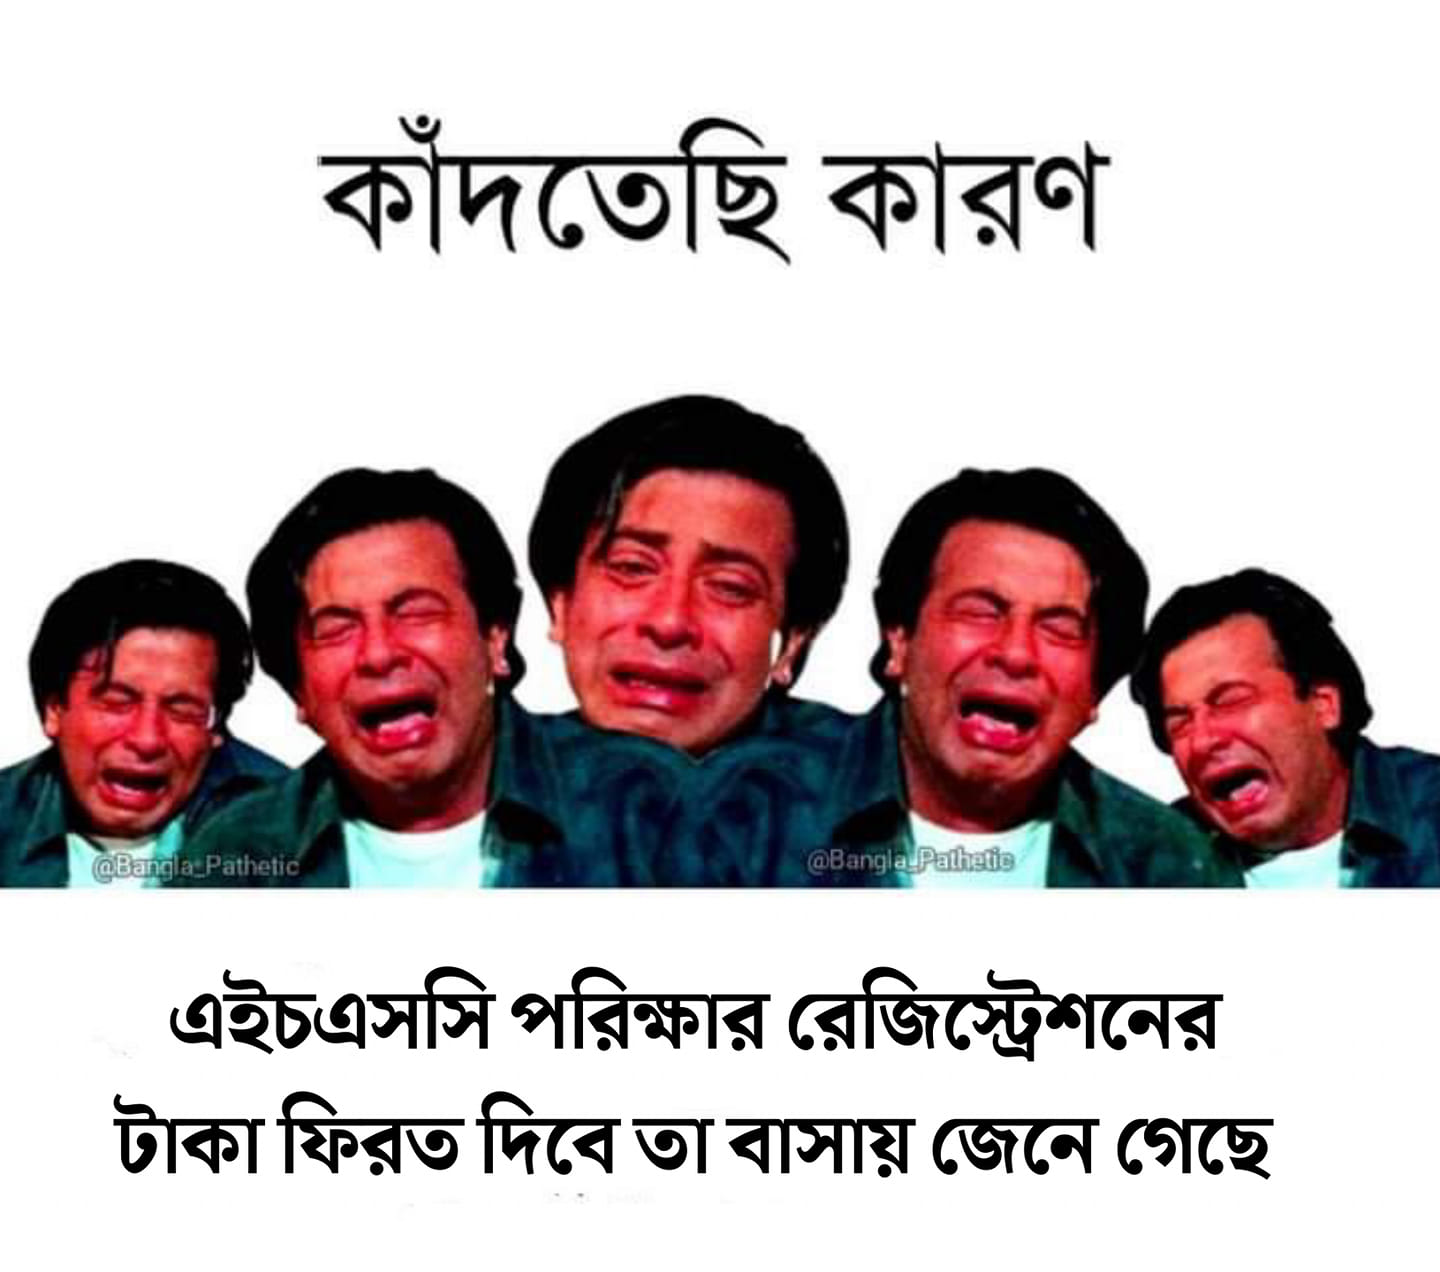 কাঁদতেছি কারণ
@Bangla_Pathetic
@Bangla_Pathetic
এইচএসসি পরিক্ষার রেজিস্ট্রেশনের
টাকা ফিরত দিবে তা বাসায় জেনে গেছে